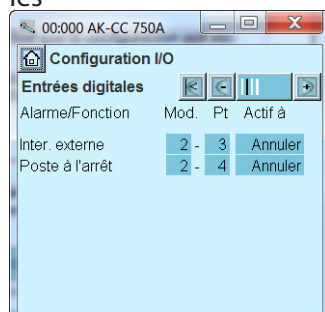 les
00:000 AK-CC 750A
Configuration I/O
Entrées digitales
Alarme/Fonction Mod. Pt Actif à
Inter. externe 2 - 3 Annuler
Poste à l'arrêt 2 - 4 Annuler